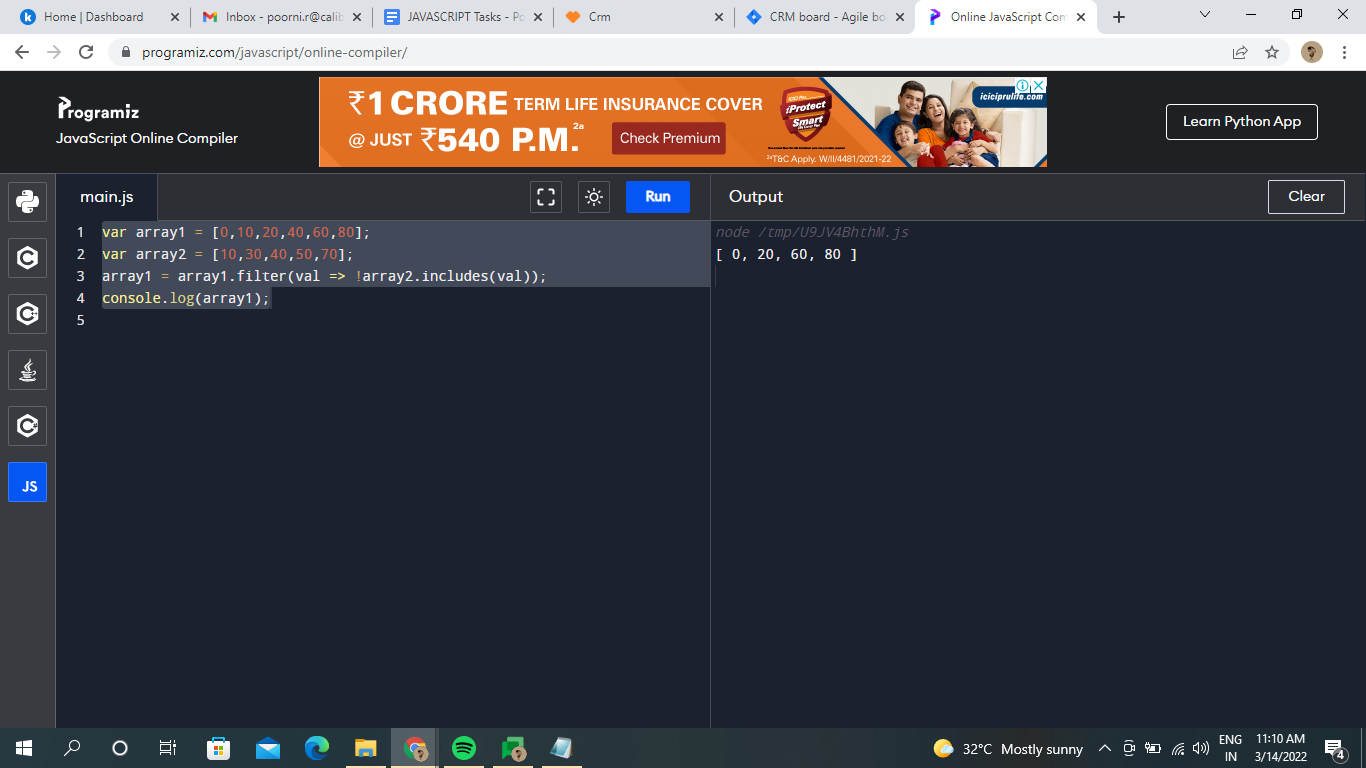 Home | Dashboard
Inbox - poorni.r@calib
JAVASCRIPT Tasks - Po
Crm
CRM board - Agile bo
Online JavaScript Com
programiz.com/javascript/online-compiler/
Programiz
JavaScript Online Compiler
₹1 CRORE TERM LIFE INSURANCE COVER
@ JUST ₹540 P.M.2a
Check Premium
iProtect
Smart
iciciprulife.com
2aT&C Apply. W/II/4481/2021-22
Learn Python App
main.js
Run
Output
Clear
1 var array1 = [0,10,20,40,60,80];
2 var array2 = [10,30,40,50,70];
3 array1 = array1.filter(val => !array2.includes(val));
4 console.log(array1);
5
node /tmp/U9JV4BhthM.js
[ 0, 20, 60, 80 ]
JS
32°C Mostly sunny
ENG
IN
11:10 AM
3/14/2022
4